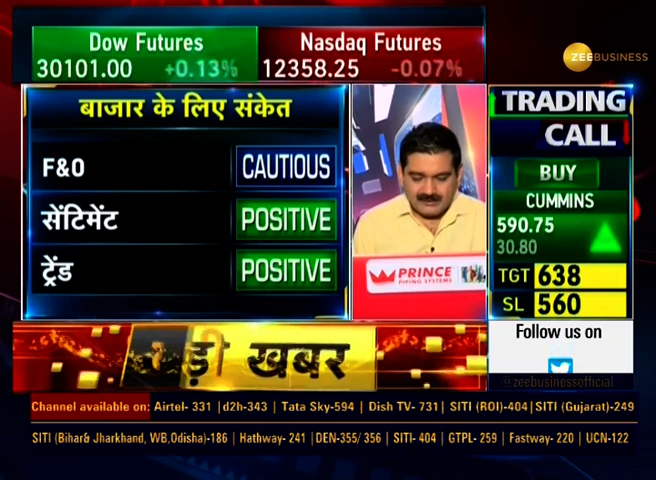 Dow Futures
30101.00 +0.13%
Nasdaq Futures
12358.25 -0.07%
ZEEBUSINESS
बाजार के लिए संकेत
F&O CAUTIOUS
सेंटिमेंट POSITIVE
ट्रेंड POSITIVE
PRINCE
PIPING SYSTEMS
TRADING
CALL
BUY
CUMMINS
590.75
30.80
TGT 638
SL 560
खबर
Follow us on
@zeebusinessofficial
Channel available on: Airtel- 331 |d2h-343 | Tata Sky-594 | Dish TV- 731| SITI (ROI)-404|SITI (Gujarat)-249
SITI (Bihar& Jharkhand, WB,Odisha)-186 | Hathway- 241 |DEN-355/ 356 | SITI- 404 | GTPL- 259 | Fastway- 220 | UCN-122